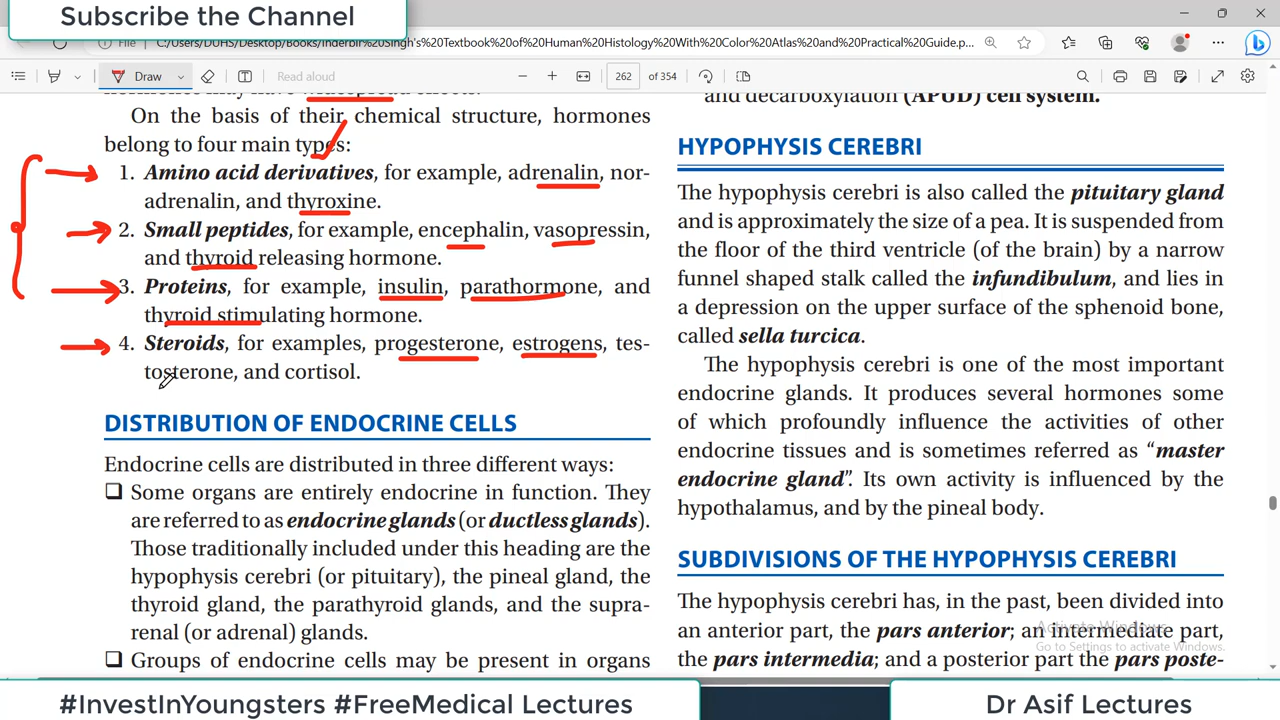 Subscribe the Channel
File C:/Users/DUHS/Desktop/Books/Inderbir%20Singh's%20Textbook%20of%20Human%20Histology%20With%20Color%20Atlas%20and%20Practical%20Guide.p...
Draw Read aloud 262 of 354
hormones may have widespread effects.
On the basis of their chemical structure, hormones
belong to four main types:
1. Amino acid derivatives, for example, adrenalin, nor-
adrenalin, and thyroxine.
2. Small peptides, for example, encephalin, vasopressin,
and thyroid releasing hormone.
3. Proteins, for example, insulin, parathormone, and
thyroid stimulating hormone.
4. Steroids, for examples, progesterone, estrogens, tes-
tosterone, and cortisol.
DISTRIBUTION OF ENDOCRINE CELLS
Endocrine cells are distributed in three different ways:
❑ Some organs are entirely endocrine in function. They
are referred to as endocrine glands (or ductless glands).
Those traditionally included under this heading are the
hypophysis cerebri (or pituitary), the pineal gland, the
thyroid gland, the parathyroid glands, and the supra-
renal (or adrenal) glands.
❑ Groups of endocrine cells may be present in organs
and decarboxylation (APUD) cell system.
HYPOPHYSIS CEREBRI
The hypophysis cerebri is also called the pituitary gland
and is approximately the size of a pea. It is suspended from
the floor of the third ventricle (of the brain) by a narrow
funnel shaped stalk called the infundibulum, and lies in
a depression on the upper surface of the sphenoid bone,
called sella turcica.
The hypophysis cerebri is one of the most important
endocrine glands. It produces several hormones some
of which profoundly influence the activities of other
endocrine tissues and is sometimes referred as “master
endocrine gland”. Its own activity is influenced by the
hypothalamus, and by the pineal body.
SUBDIVISIONS OF THE HYPOPHYSIS CEREBRI
The hypophysis cerebri has, in the past, been divided into
an anterior part, the pars anterior; an intermediate part,
the pars intermedia; and a posterior part the pars poste-
Activate Windows
Go to Settings to activate Windows.
#InvestInYoungsters #FreeMedical Lectures
Dr Asif Lectures